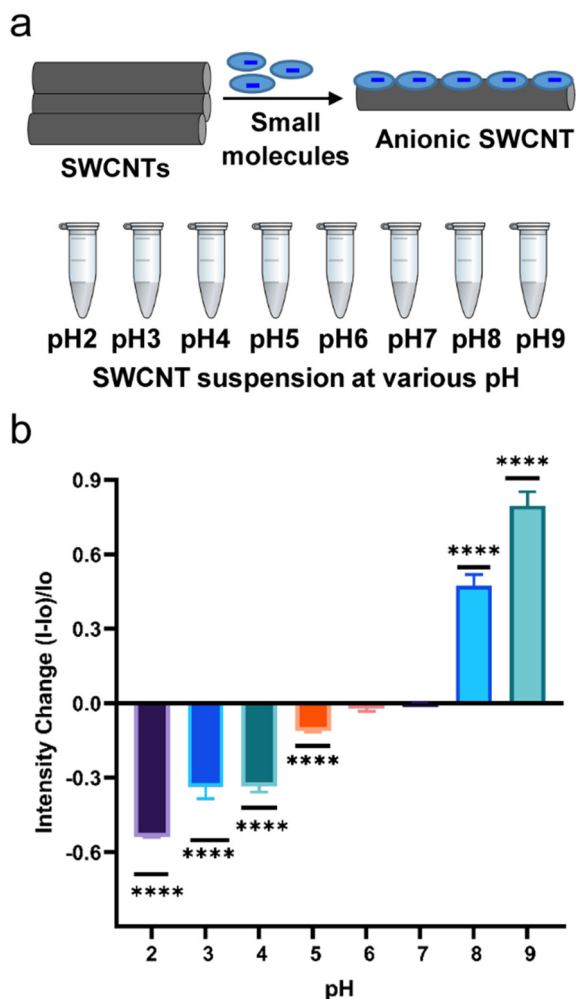 a
Small
molecules
SWCNTs
Anionic SWCNT
pH2 pH3 pH4 pH5 pH6 pH7 pH8 pH9
SWCNT suspension at various pH
b
Intensity Change (I-Io)/Io
0.9
0.6
0.3
0.0
-0.3
-0.6
****
****
****
****
****
****
2 3 4 5 6 7 8 9
pH